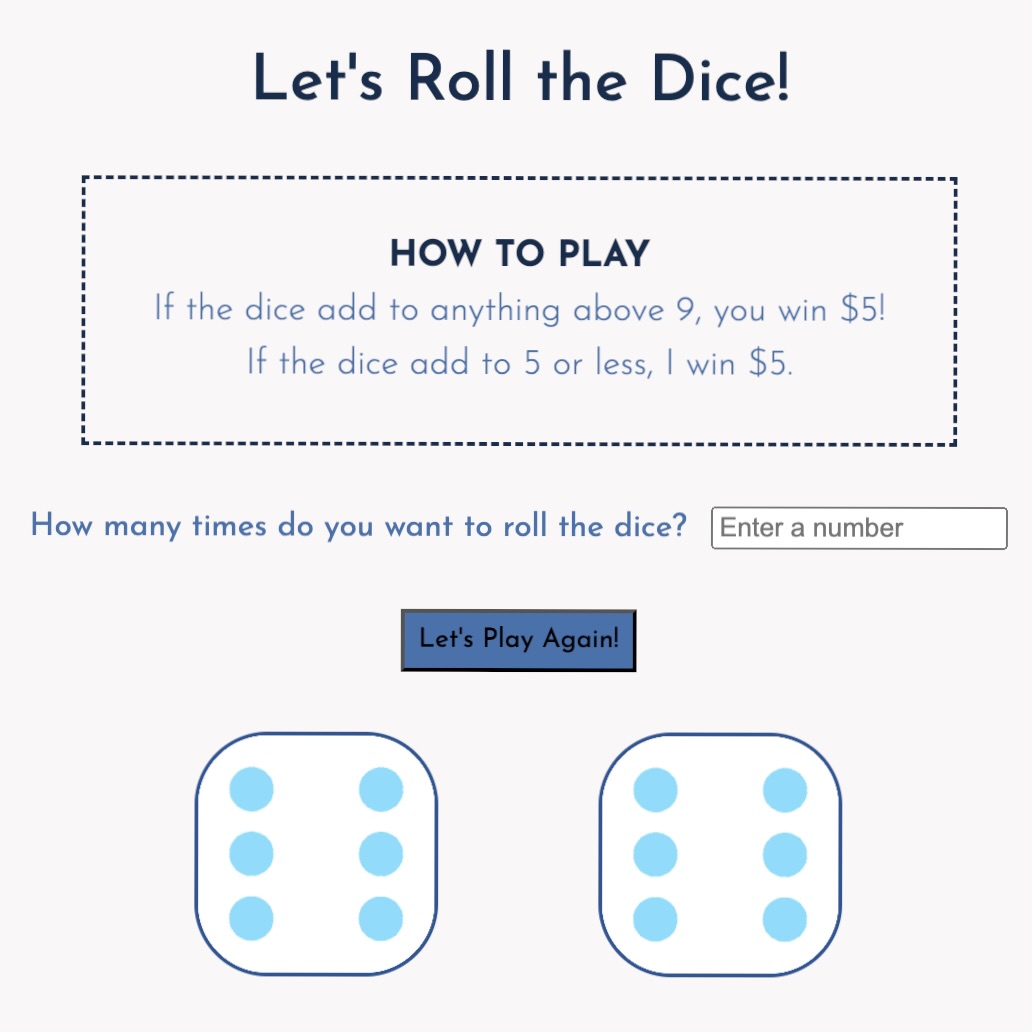 Let's Roll the Dice!
HOW TO PLAY
If the dice add to anything above 9, you win $5!
If the dice add to 5 or less, I win $5.
How many times do you want to roll the dice? Enter a number
Let's Play Again!